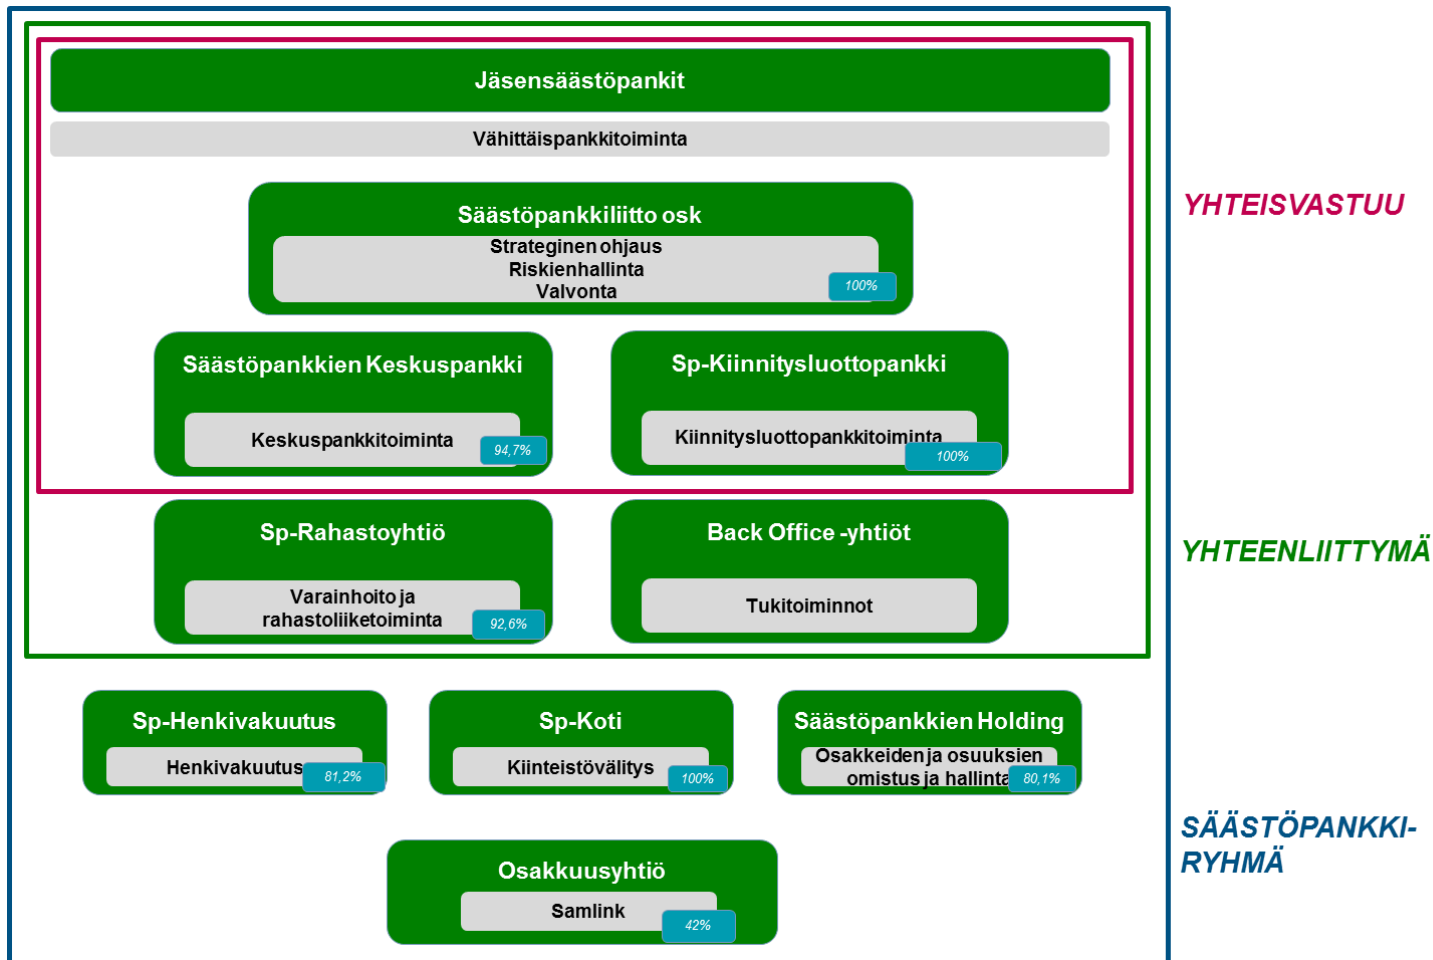 Jäsensäästöpankit
Vähittäispankkitoiminta
Säästöpankkiliitto osk
Strateginen ohjaus
Riskienhallinta
Valvonta
100%
YHTEISVASTUU
Säästöpankkien Keskuspankki
Keskuspankkitoiminta
94,7%
Sp-Kiinnitysluottopankki
Kiinnitysluottopankkitoiminta
100%
Sp-Rahastoyhtiö
Varainhoito ja
rahastoliiketoiminta
92,6%
Back Office -yhtiöt
Tukitoiminnot
YHTEENLIITTYMÄ
Sp-Henkivakuutus
Henkivakuutus
81,2%
Sp-Koti
Kiinteistövälitys
100%
Säästöpankkien Holding
Osakkeiden ja osuuksien
omistus ja hallinta
80,1%
SÄÄSTÖPANKKI-
RYHMÄ
Osakkuusyhtiö
Samlink
42%